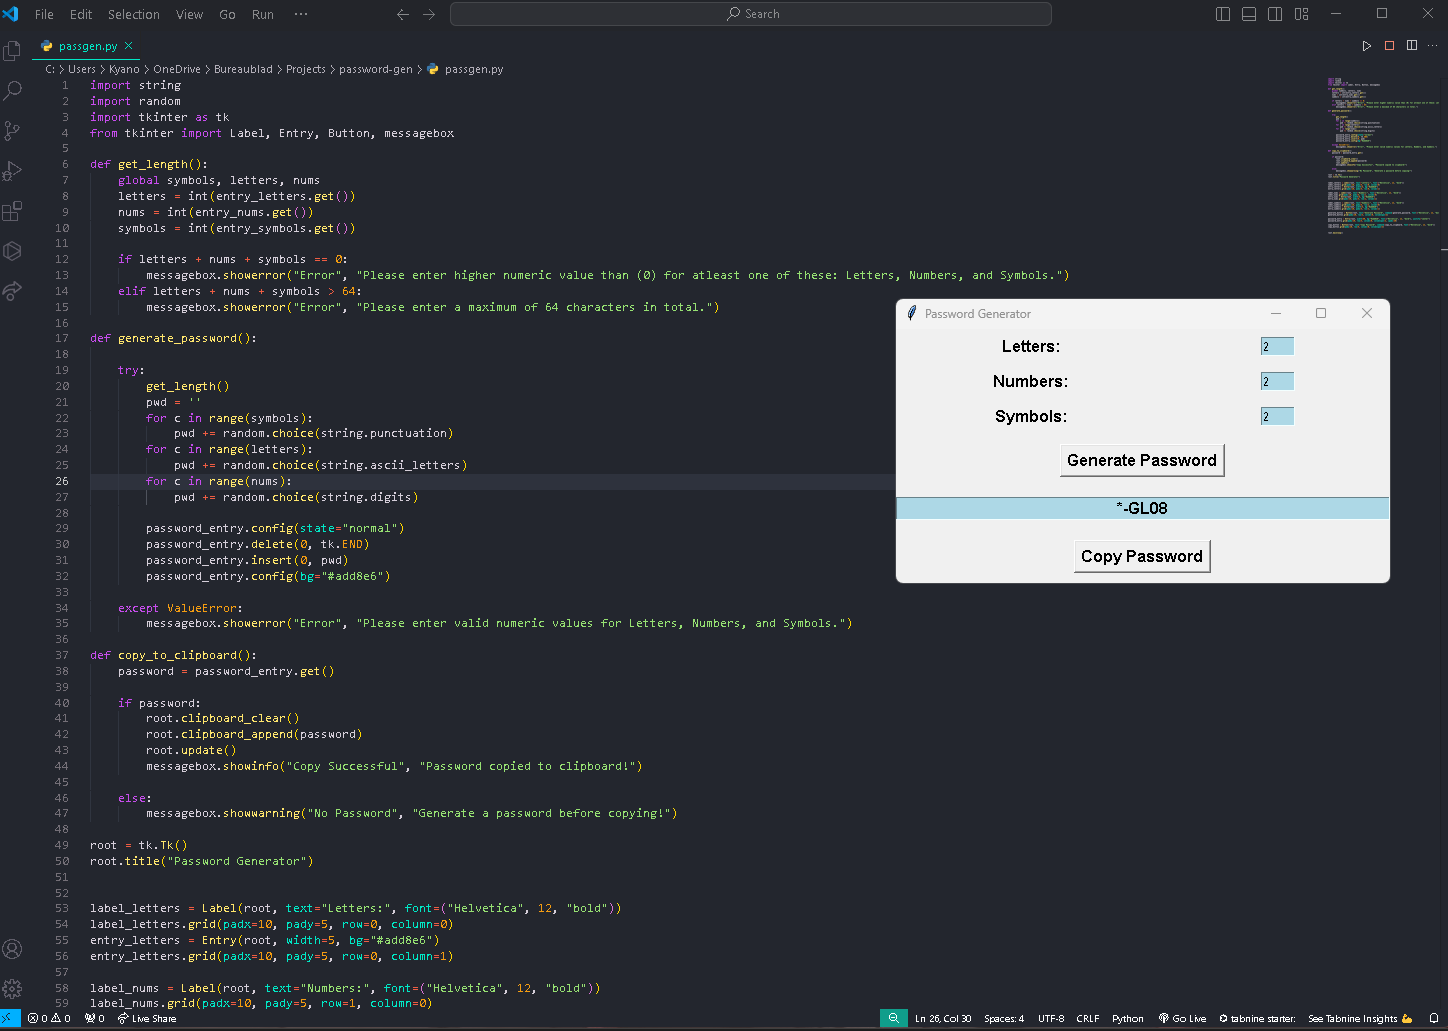 File Edit Selection View Go Run ··· Search
passgen.py
C: > Users > Kyano > OneDrive > Bureaublad > Projects > password-gen > passgen.py
1 import string
2 import random
3 import tkinter as tk
4 from tkinter import Label, Entry, Button, messagebox
5
6 def get_length():
7 global symbols, letters, nums
8 letters = int(entry_letters.get())
9 nums = int(entry_nums.get())
10 symbols = int(entry_symbols.get())
11
12 if letters + nums + symbols == 0:
13 messagebox.showerror("Error", "Please enter higher numeric value than (0) for atleast one of these: Letters, Numbers, and Symbols.")
14 elif letters + nums + symbols > 64:
15 messagebox.showerror("Error", "Please enter a maximum of 64 characters in total.")
16
17 def generate_password():
18
19 try:
20 get_length()
21 pwd = ''
22 for c in range(symbols):
23 pwd += random.choice(string.punctuation)
24 for c in range(letters):
25 pwd += random.choice(string.ascii_letters)
26 for c in range(nums):
27 pwd += random.choice(string.digits)
28
29 password_entry.config(state="normal")
30 password_entry.delete(0, tk.END)
31 password_entry.insert(0, pwd)
32 password_entry.config(bg="#add8e6")
33
34 except ValueError:
35 messagebox.showerror("Error", "Please enter valid numeric values for Letters, Numbers, and Symbols.")
36
37 def copy_to_clipboard():
38 password = password_entry.get()
39
40 if password:
41 root.clipboard_clear()
42 root.clipboard_append(password)
43 root.update()
44 messagebox.showinfo("Copy Successful", "Password copied to clipboard!")
45
46 else:
47 messagebox.showwarning("No Password", "Generate a password before copying!")
48
49 root = tk.Tk()
50 root.title("Password Generator")
51
52
53 label_letters = Label(root, text="Letters:", font=("Helvetica", 12, "bold"))
54 label_letters.grid(padx=10, pady=5, row=0, column=0)
55 entry_letters = Entry(root, width=5, bg="#add8e6")
56 entry_letters.grid(padx=10, pady=5, row=0, column=1)
57
58 label_nums = Label(root, text="Numbers:", font=("Helvetica", 12, "bold"))
59 label_nums.grid(padx=10, pady=5, row=1, column=0)
Password Generator
Letters: 2
Numbers: 2
Symbols: 2
Generate Password
*-GL08
Copy Password
0 0 0 Live Share Ln 26, Col 30 Spaces: 4 UTF-8 CRLF Python Go Live tabnine starter: See Tabnine Insights